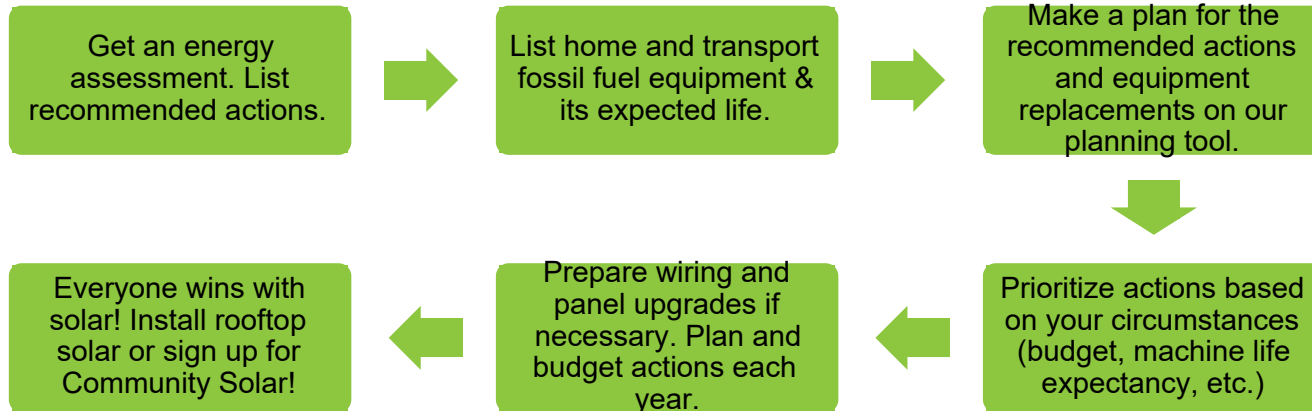 Get an energy
assessment. List
recommended actions.
List home and transport
fossil fuel equipment &
its expected life.
Make a plan for the
recommended actions
and equipment
replacements on our
planning tool.
Prioritize actions based
on your circumstances
(budget, machine life
expectancy, etc.)
Prepare wiring and
panel upgrades if
necessary. Plan and
budget actions each
year.
Everyone wins with
solar! Install rooftop
solar or sign up for
Community Solar!